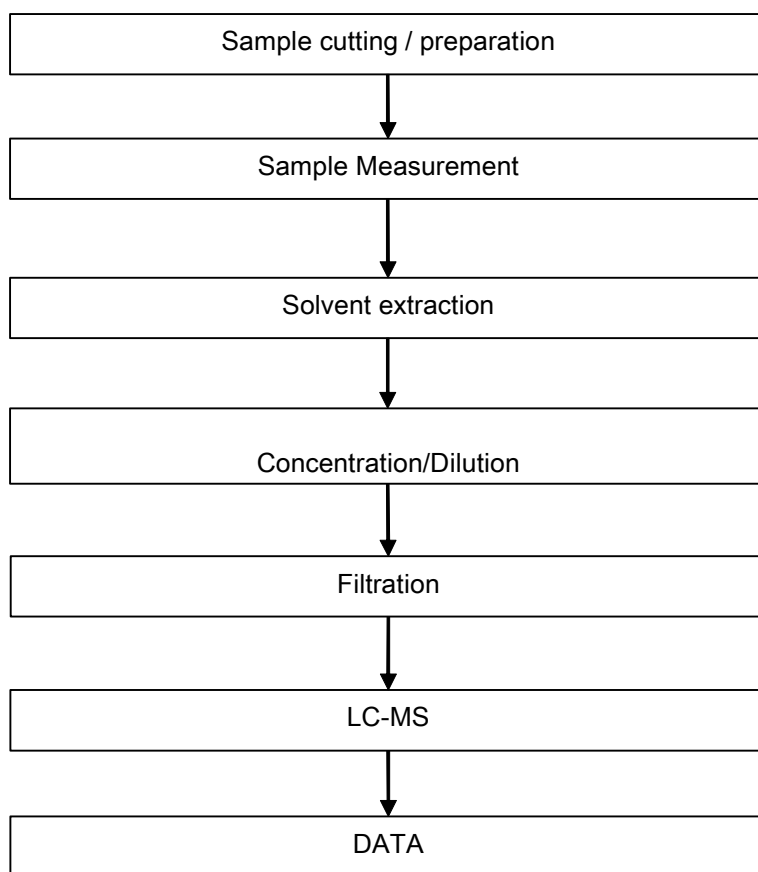 Sample cutting / preparation
Sample Measurement
Solvent extraction
Concentration/Dilution
Filtration
LC-MS
DATA